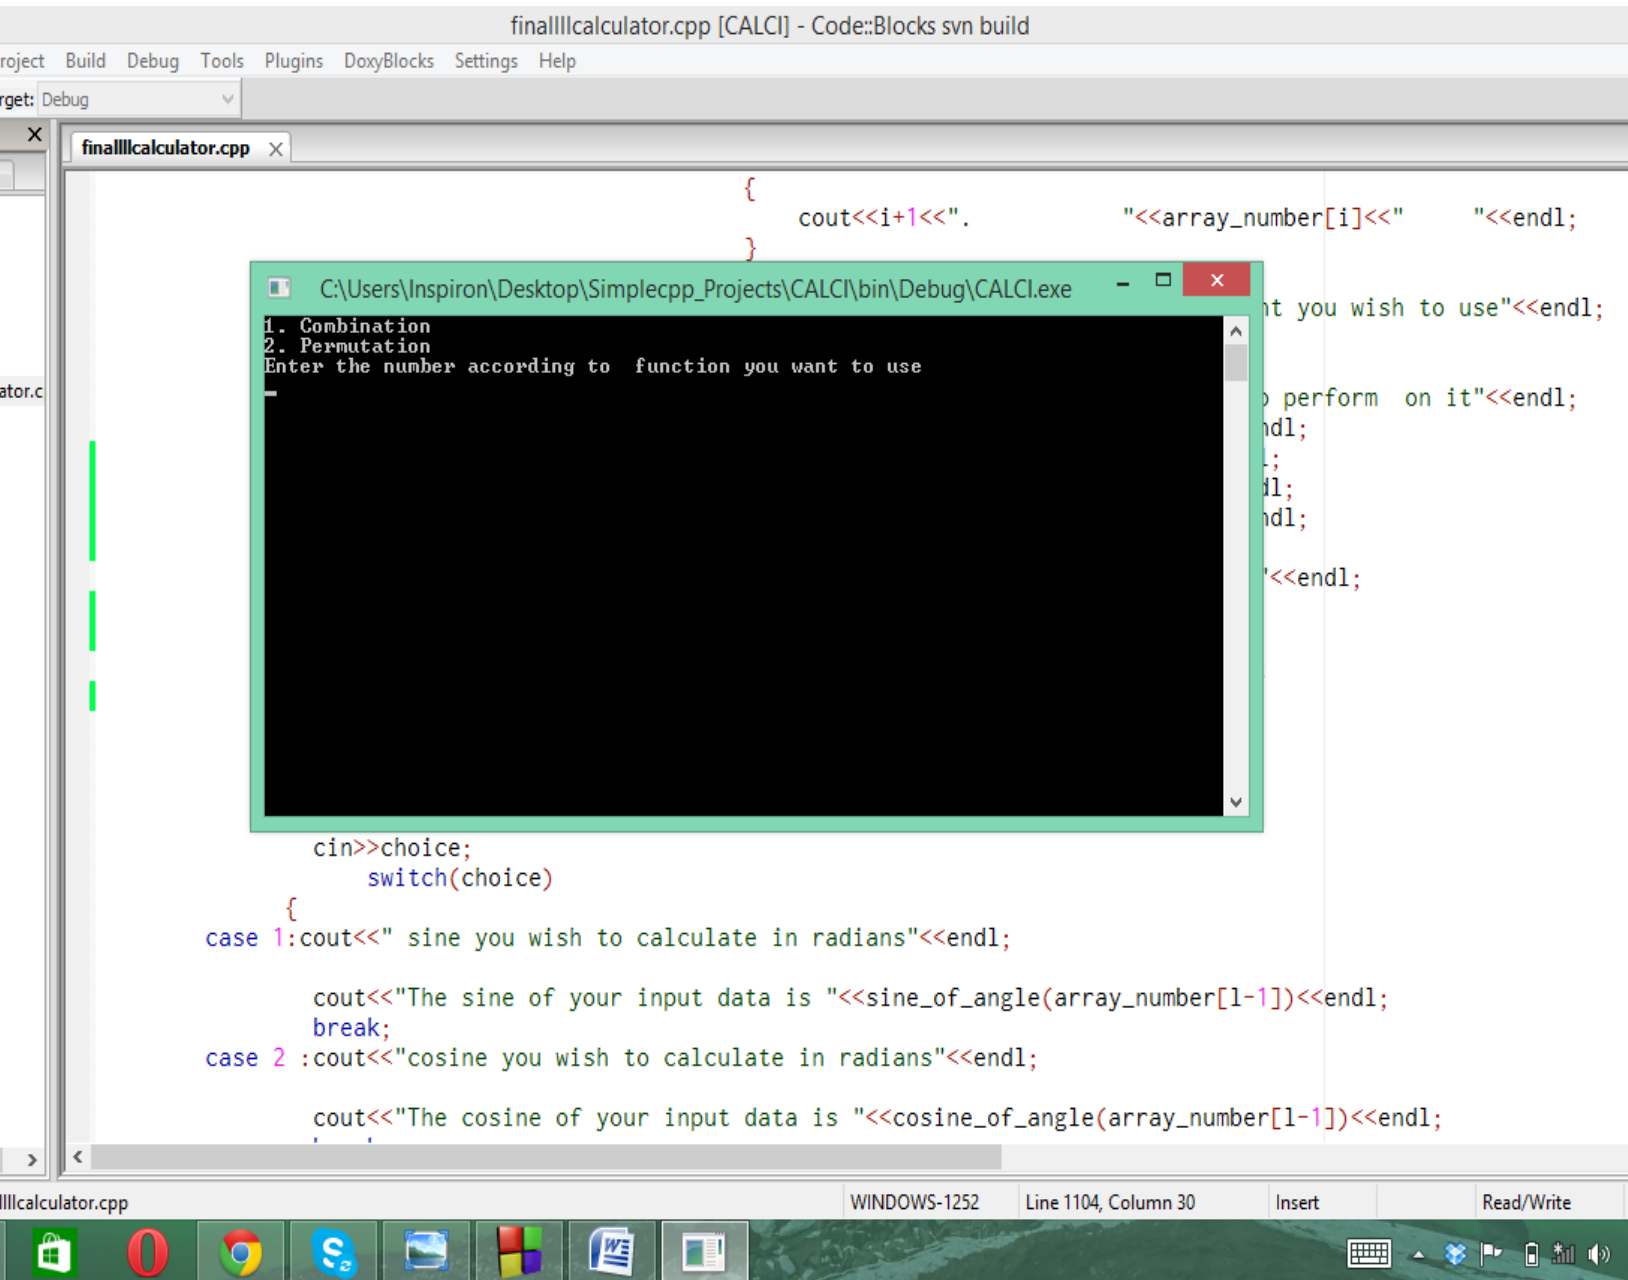 finallllcalculator.cpp [CALCI] - Code::Blocks svn build
roject Build Debug Tools Plugins DoxyBlocks Settings Help
rget: Debug
finallllcalculator.cpp
{
cout<<i+1<<". "<<array_number[i]<<" "<<endl;
}
C:\Users\Inspiron\Desktop\Simplecpp_Projects\CALCI\bin\Debug\CALCI.exe
nt you wish to use"<<endl;
1. Combination
2. Permutation
Enter the number according to  function you want to use
ator.c
o perform  on it"<<endl;
ndl;
l;
dl;
ndl;
"<<endl;
cin>>choice;
switch(choice)
{
case 1:cout<<" sine you wish to calculate in radians"<<endl;
cout<<"The sine of your input data is "<<sine_of_angle(array_number[l-1])<<endl;
break;
case 2 :cout<<"cosine you wish to calculate in radians"<<endl;
cout<<"The cosine of your input data is "<<cosine_of_angle(array_number[l-1])<<endl;
llllcalculator.cpp
WINDOWS-1252 Line 1104, Column 30 Insert Read/Write